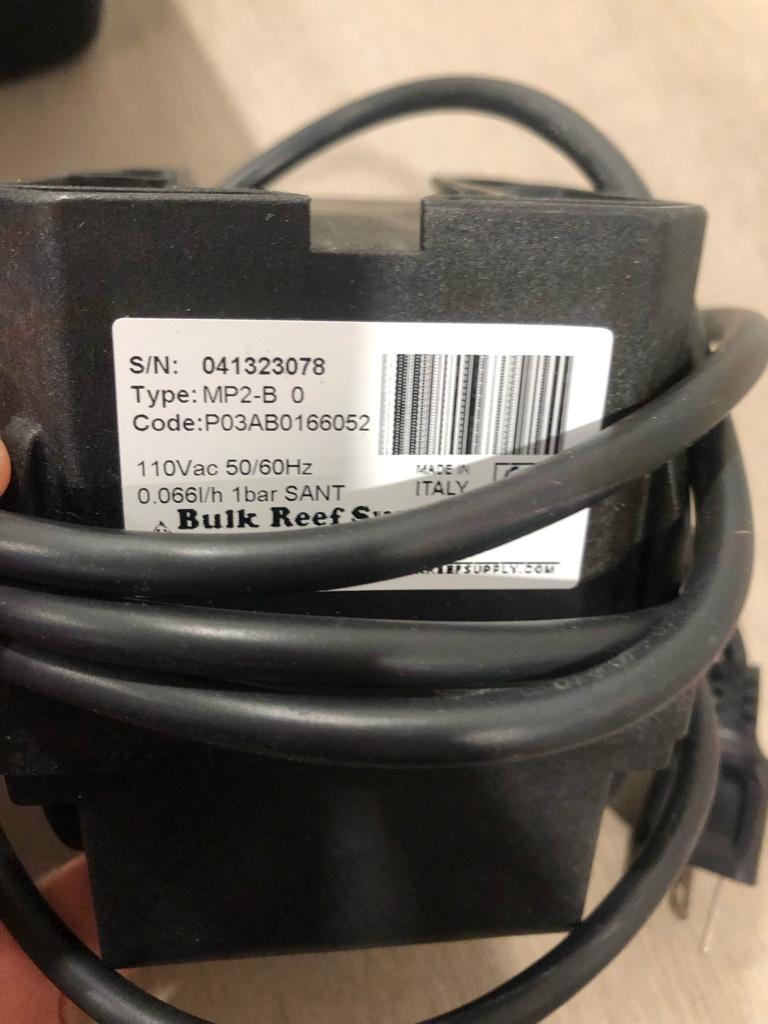 S/N: 041323078
Type: MP2-B 0
Code:P03AB0166052
110Vac 50/60Hz
0.066l/h 1bar SANT
MADE IN
ITALY
Bulk Reef